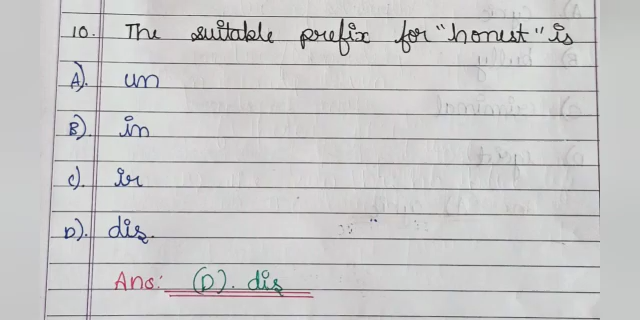 10. The suitable prefix for "honest" is
A). un
B). in
C). ir
D). dis.
Ans: (D). dis